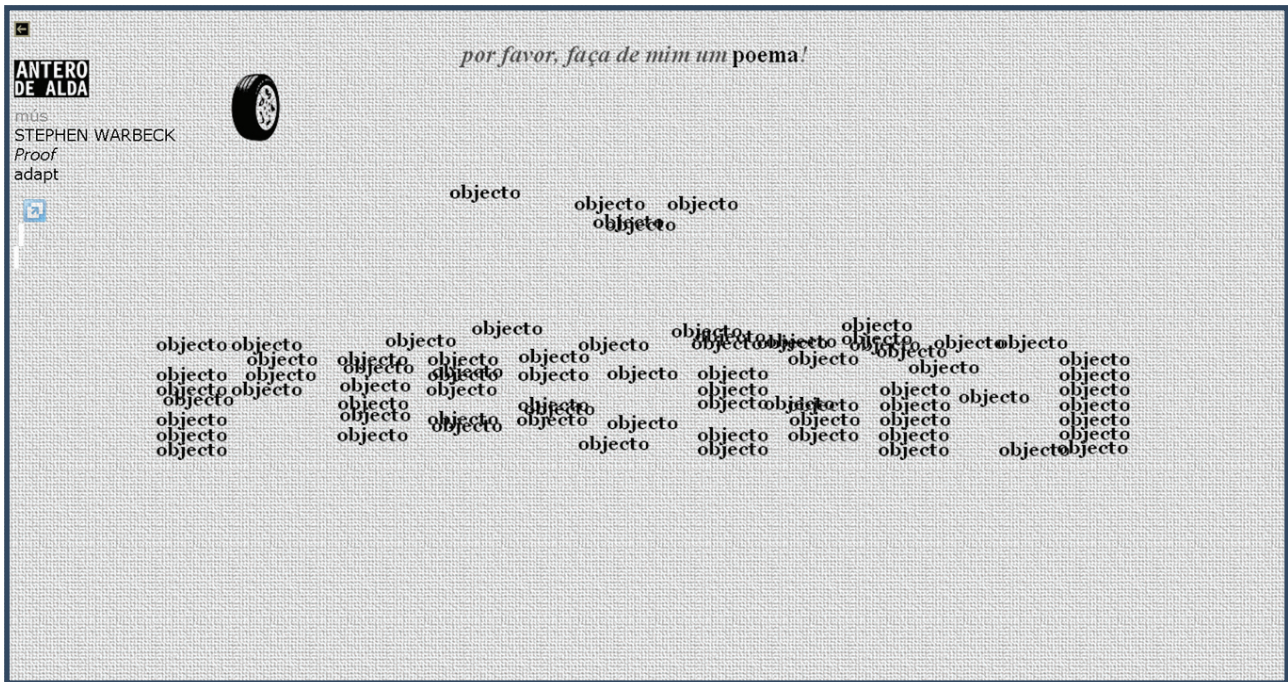 por favor, faça de mim um poema!
ANTERO
DE ALDA
mús
STEPHEN WARBECK
Proof
adapt
objecto
objecto objecto
objecto objecto
objecto objecto objecto
objecto objecto objecto
objecto objecto objecto objecto objecto objecto objecto objecto objecto
objecto
objecto objecto objecto objecto objecto objecto
objecto objecto objecto
objecto objecto objecto objecto objecto objecto objecto
objecto objecto objecto objecto objecto objecto objecto
objecto objecto objecto objecto objecto objecto objecto objecto objecto objecto
objecto objecto objecto objecto objecto objecto objecto objecto objecto
objecto objecto objecto objecto objecto objecto objecto
objecto objecto objecto objecto objecto